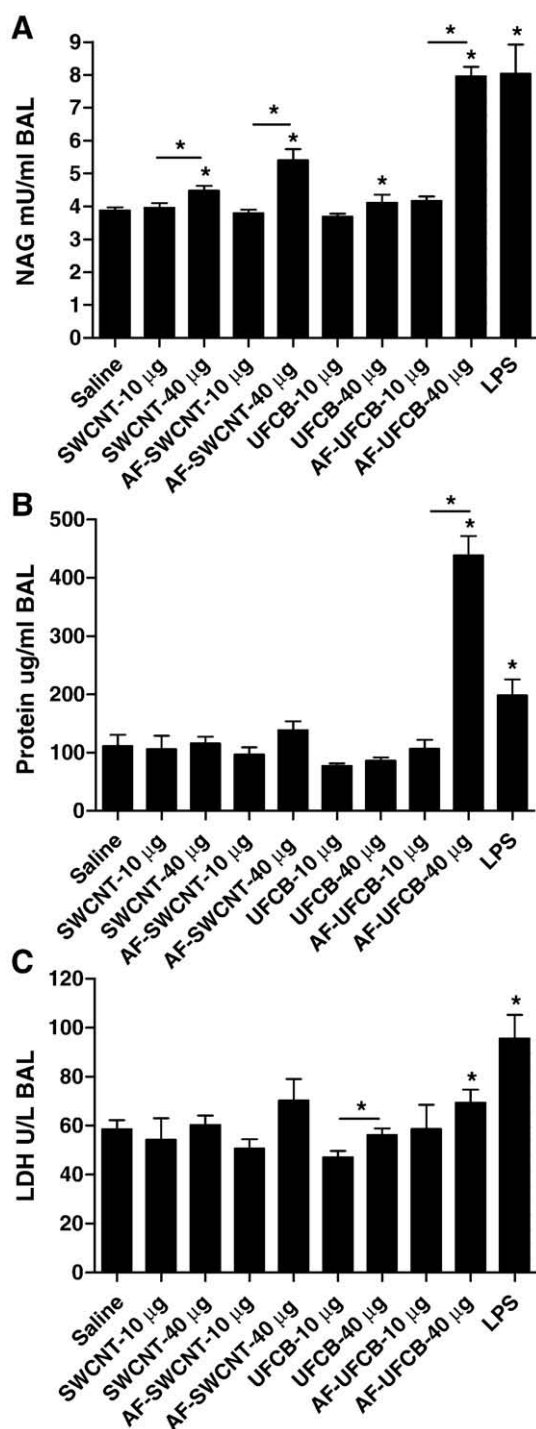 A
NAG mU/ml BAL
9
8
7
6
5
4
3
2
1
0
*
*
*
*
*
*
*
*
Saline
SWCNT-10 µg
SWCNT-40 µg
AF-SWCNT-10 µg
AF-SWCNT-40 µg
UFCB-10 µg
UFCB-40 µg
AF-UFCB-10 µg
AF-UFCB-40 µg
LPS
B
Protein ug/ml BAL
500
400
300
200
100
0
*
*
*
Saline
SWCNT-10 µg
SWCNT-40 µg
AF-SWCNT-10 µg
AF-SWCNT-40 µg
UFCB-10 µg
UFCB-40 µg
AF-UFCB-10 µg
AF-UFCB-40 µg
LPS
C
LDH U/L BAL
120
100
80
60
40
20
0
*
*
*
Saline
SWCNT-10 µg
SWCNT-40 µg
AF-SWCNT-10 µg
AF-SWCNT-40 µg
UFCB-10 µg
UFCB-40 µg
AF-UFCB-10 µg
AF-UFCB-40 µg
LPS